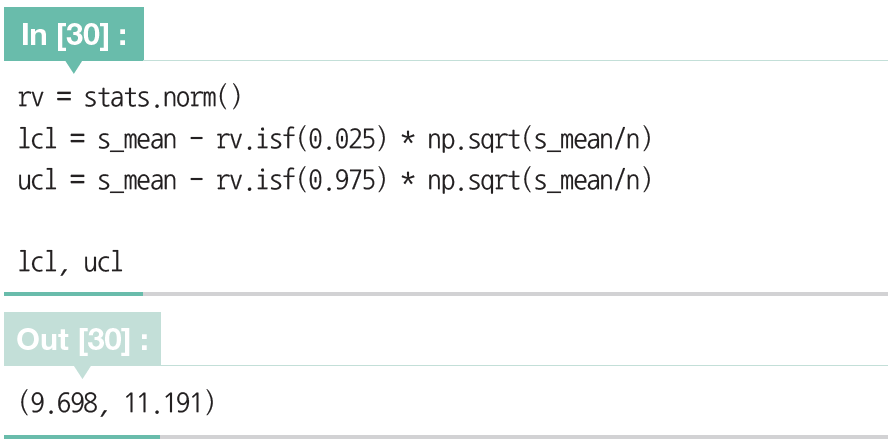 In [30] :
rv = stats.norm()
lcl = s_mean - rv.isf(0.025) * np.sqrt(s_mean/n)
ucl = s_mean - rv.isf(0.975) * np.sqrt(s_mean/n)
lcl, ucl
Out [30] :
(9.698, 11.191)